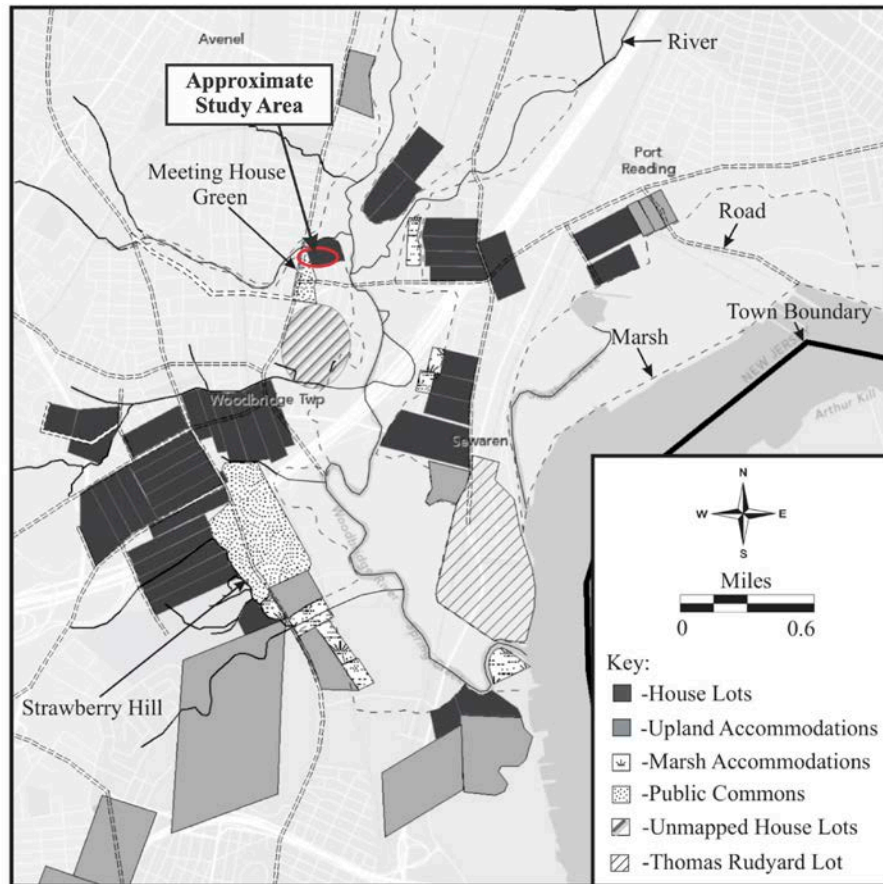 Avenel
River
Approximate
Study Area
Meeting House
Green
Port
Reading
Road
Town Boundary
Marsh
NEW JERSEY
Arthur Kill
Woodbridge Twp
Sewaren
Woodbridge River
Strawberry Hill
N
W
E
S
Miles
0
0.6
Key:
-House Lots
-Upland Accommodations
-Marsh Accommodations
-Public Commons
-Unmapped House Lots
-Thomas Rudyard Lot